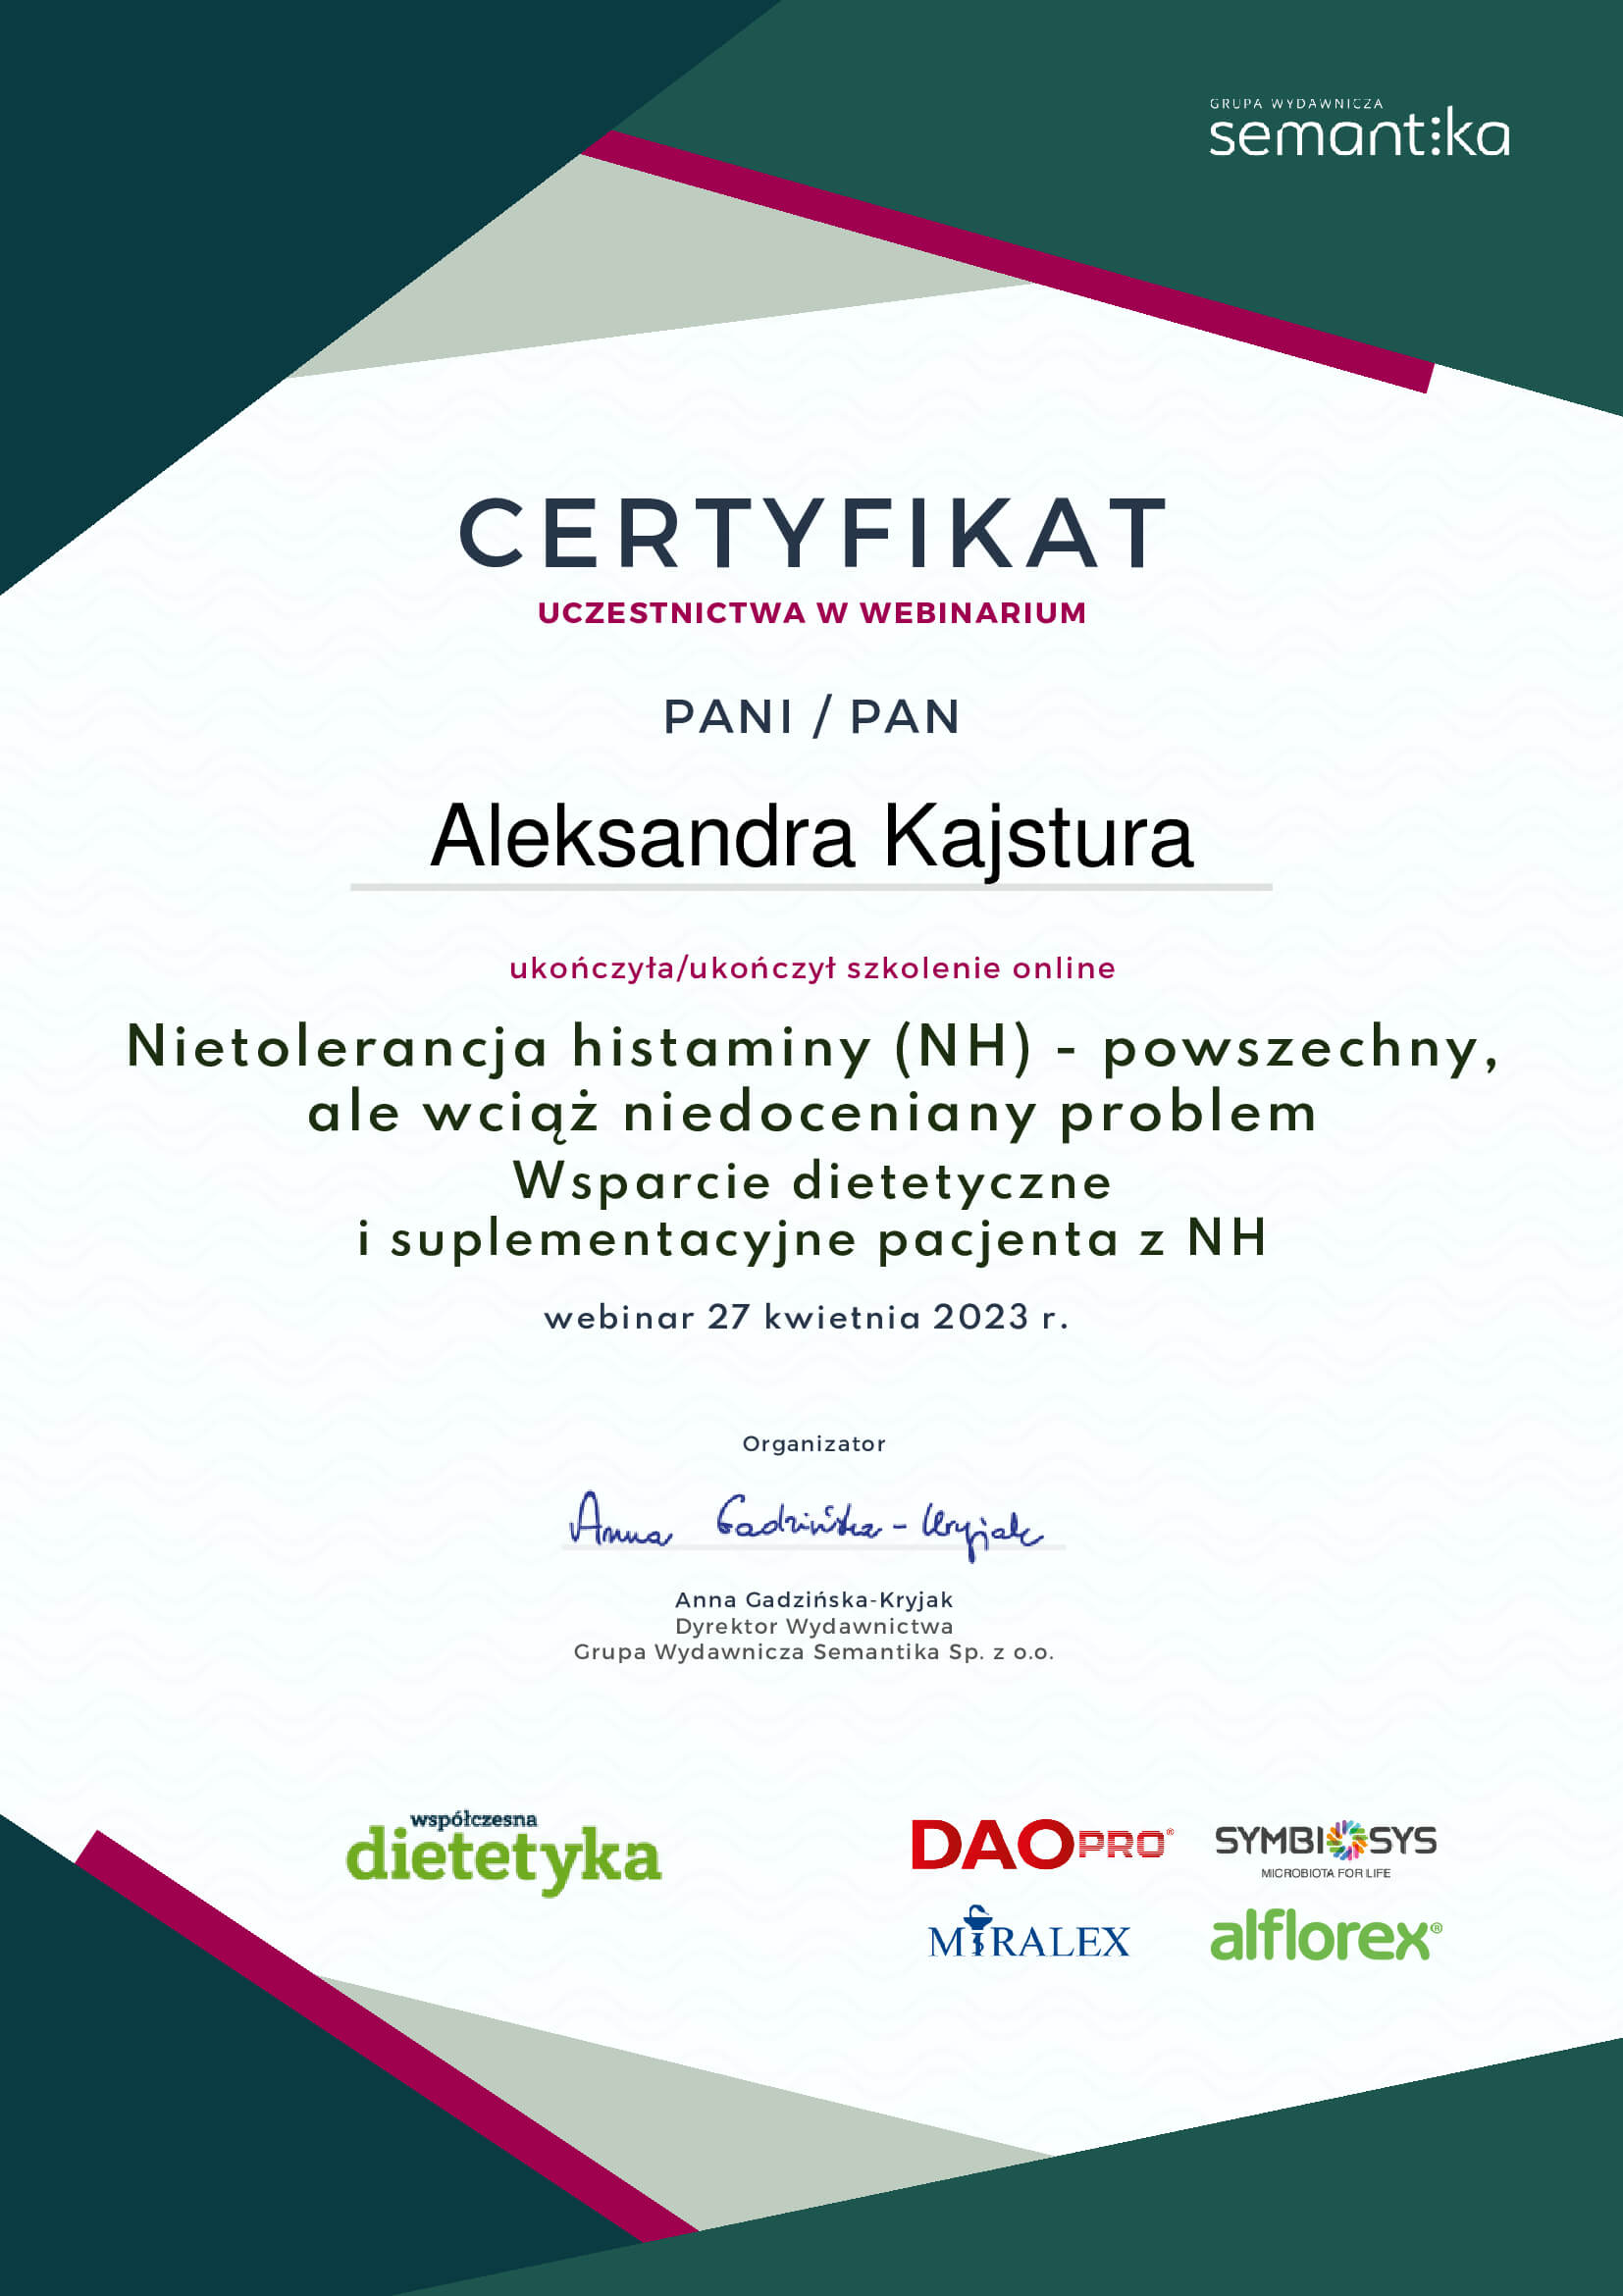 GRUPA WYDAWNICZA
semantika
CERTYFIKAT
UCZESTNICTWA W WEBINARIUM
PANI / PAN
Aleksandra Kajstura
ukończyła/ukończył szkolenie online
Nietolerancja histaminy (NH) - powszechny,
ale wciąż niedoceniany problem
Wsparcie dietetyczne
i suplementacyjne pacjenta z NH
webinar 27 kwietnia 2023 r.
Organizator
Anna Gadzińska-Kryjak
Anna Gadzińska-Kryjak
Dyrektor Wydawnictwa
Grupa Wydawnicza Semantika Sp. z o.o.
współczesna
dietetyka
DAOPRO®
SYMBIOSYS
MICROBIOTA FOR LIFE
MIRALEX
alflorex®